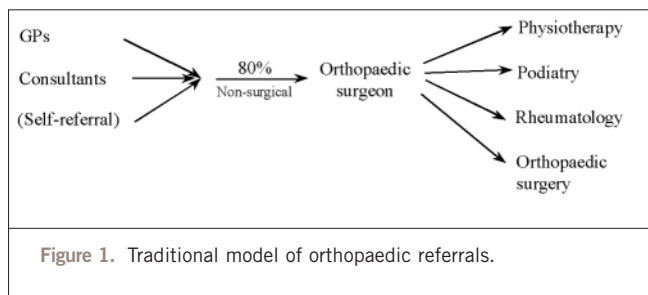 GPs
Consultants
(Self-referral)
80%
Non-surgical
Orthopaedic
surgeon
Physiotherapy
Podiatry
Rheumatology
Orthopaedic
surgery
Figure 1. Traditional model of orthopaedic referrals.